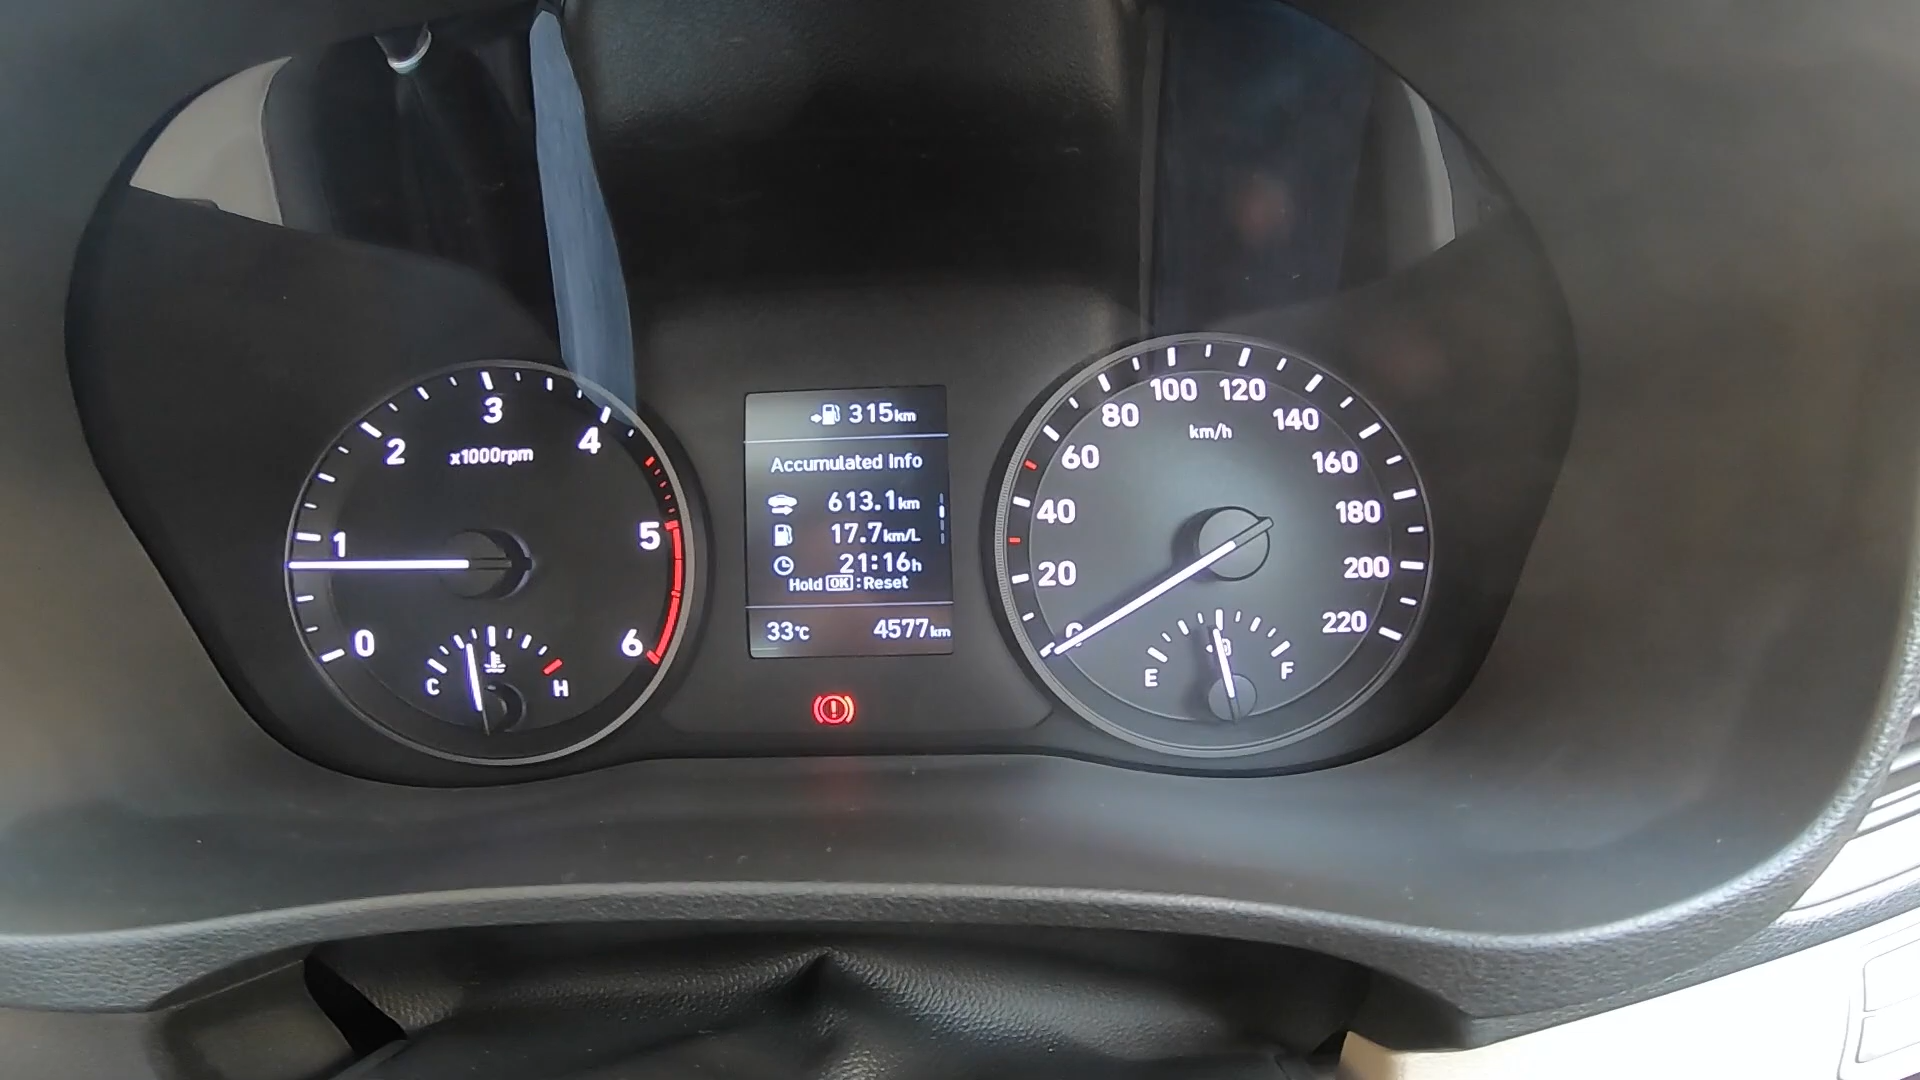 0
1
2
3
4
5
6
x1000rpm
C
H
315km
Accumulated Info
613.1km
17.7km/L
21:16h
Hold OK : Reset
33°C 4577km
0
20
40
60
80
100
120
140
160
180
200
220
km/h
E
F